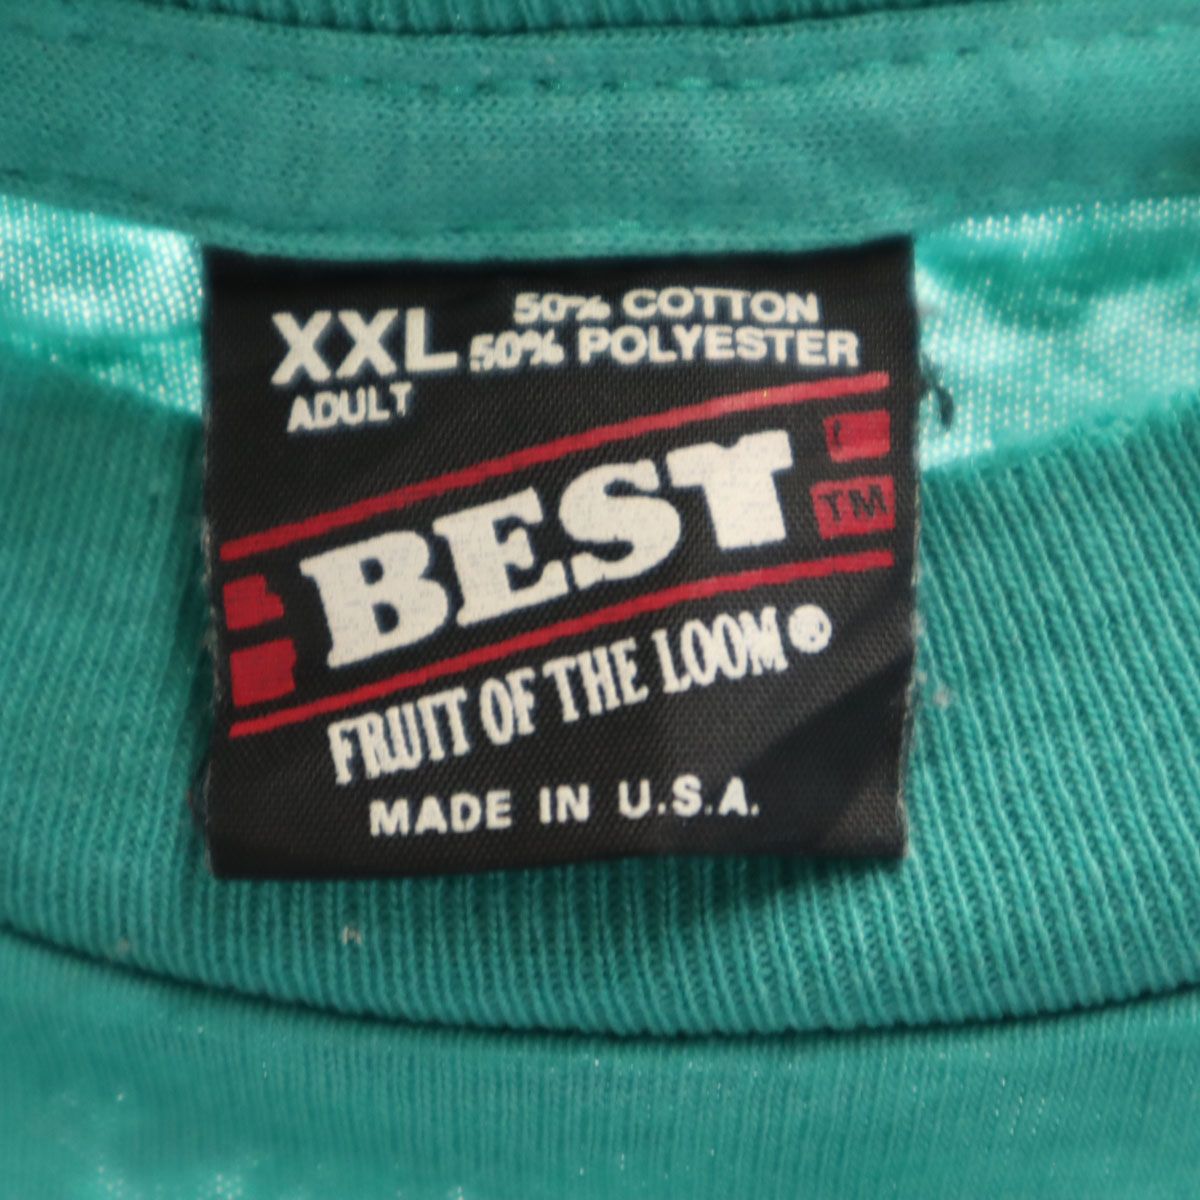 XXL
ADULT
50% COTTON
50% POLYESTER
BEST
TM
FRUIT OF THE LOOM®
MADE IN U.S.A.